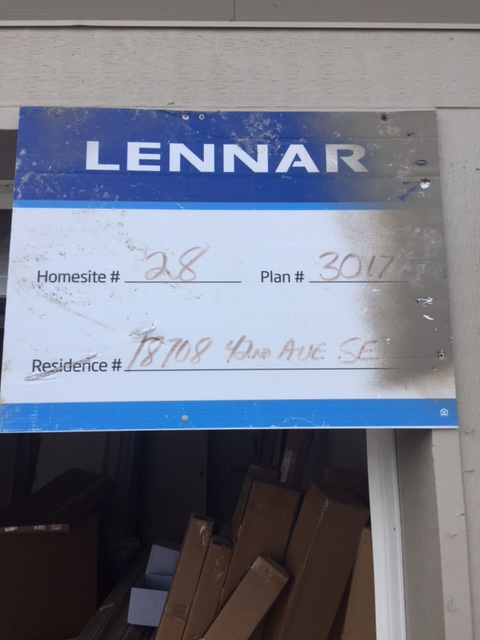 LENNAR
Homesite # 28 Plan # 3017
Residence # 18708 42nd AVE SE